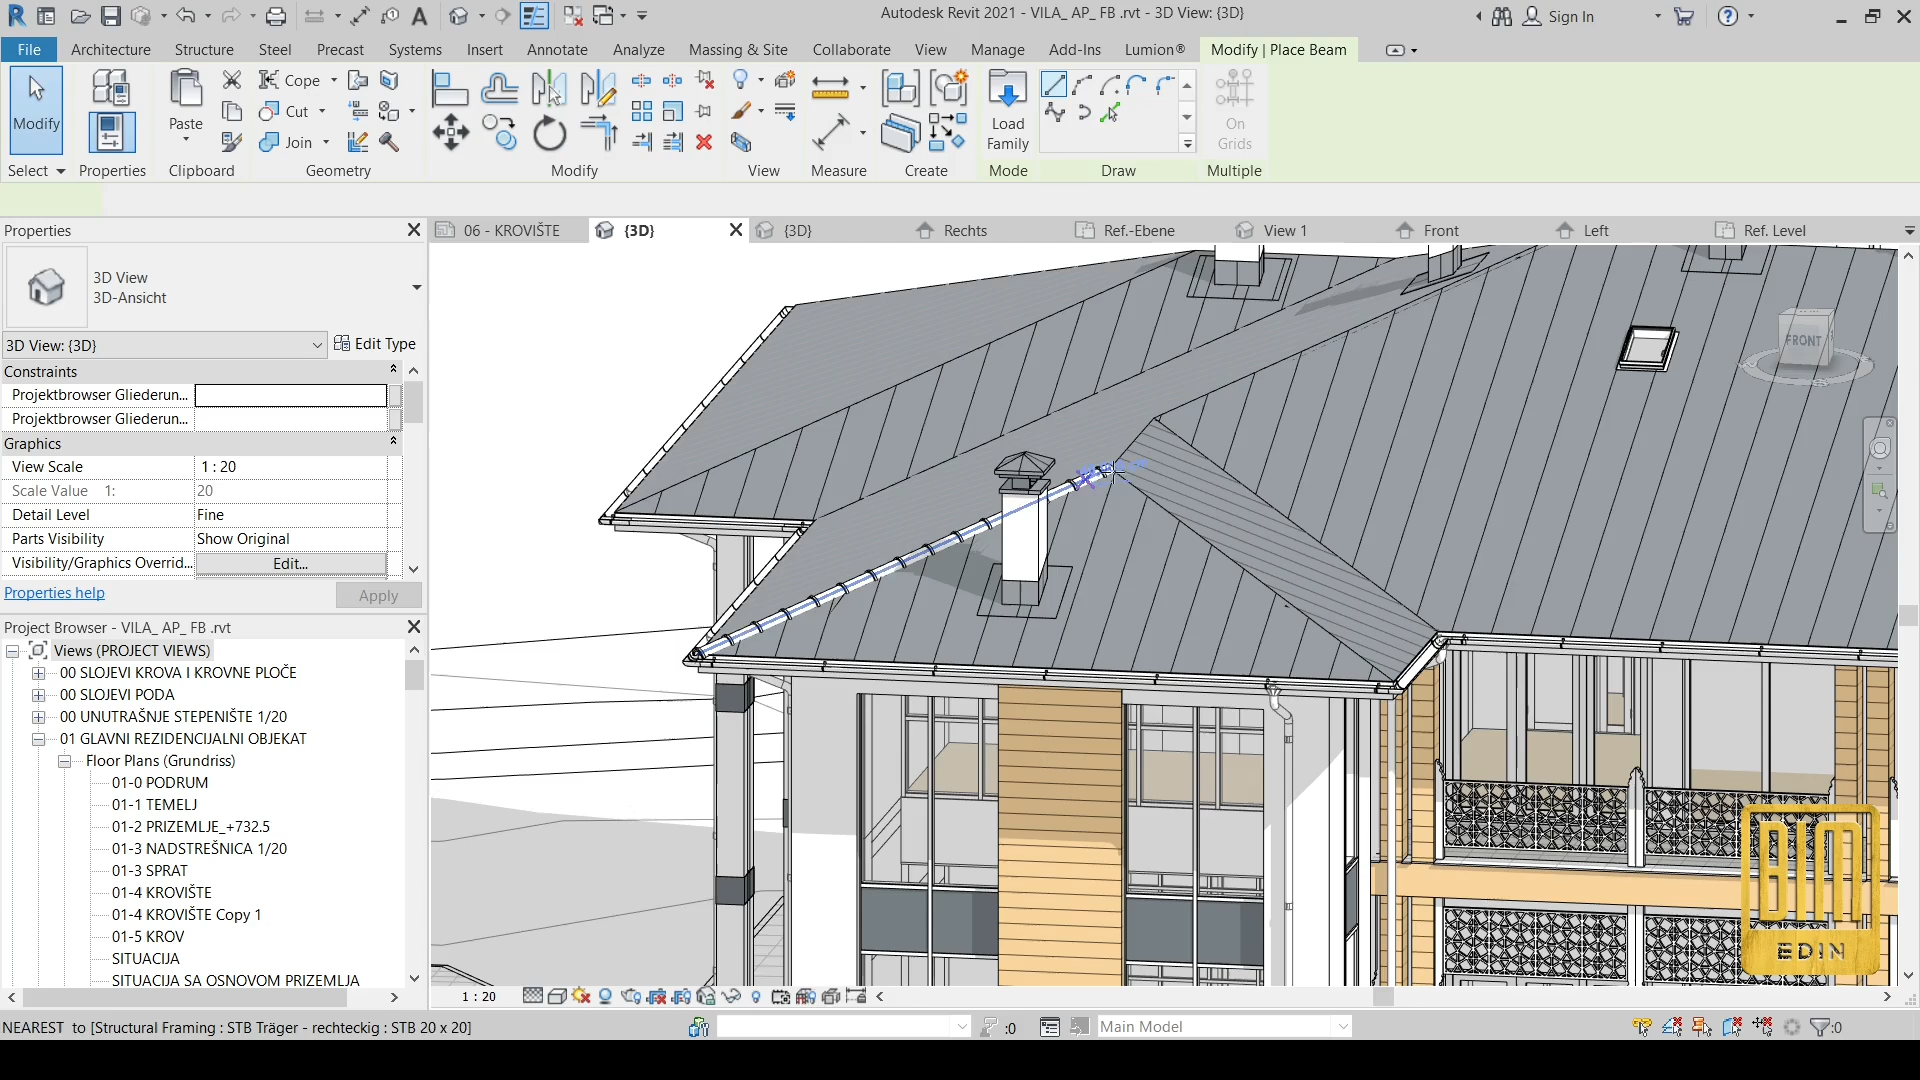 Autodesk Revit 2021 - VILA_ AP_ FB .rvt - 3D View: {3D}
Sign In
File Architecture Structure Steel Precast Systems Insert Annotate Analyze Massing & Site Collaborate View Manage Add-Ins Lumion® Modify | Place Beam
Modify
Paste
Cope
Cut
Join
Load
Family
On
Grids
Select Properties Clipboard Geometry Modify View Measure Create Mode Draw Multiple
Properties
06 - KROVIŠTE {3D} {3D} Rechts Ref.-Ebene View 1 Front Left Ref. Level
3D View
3D-Ansicht
3D View: {3D} Edit Type
Constraints
Projektbrowser Gliederun...
Projektbrowser Gliederun...
Graphics
View Scale 1 : 20
Scale Value 1: 20
Detail Level Fine
Parts Visibility Show Original
Visibility/Graphics Overrid... Edit...
Properties help Apply
FRONT
Project Browser - VILA_ AP_ FB .rvt
Views (PROJECT VIEWS)
00 SLOJEVI KROVA I KROVNE PLOČE
00 SLOJEVI PODA
00 UNUTRAŠNJE STEPENIŠTE 1/20
01 GLAVNI REZIDENCIJALNI OBJEKAT
Floor Plans (Grundriss)
01-0 PODRUM
01-1 TEMELJ
01-2 PRIZEMLJE_+732.5
01-3 NADSTREŠNICA 1/20
01-3 SPRAT
01-4 KROVIŠTE
01-4 KROVIŠTE Copy 1
01-5 KROV
SITUACIJA
SITUACIJA SA OSNOVOM PRIZEMLJA
BIM
EDIN
1 : 20
NEAREST to [Structural Framing : STB Träger - rechteckig : STB 20 x 20]
:0
Main Model
:0